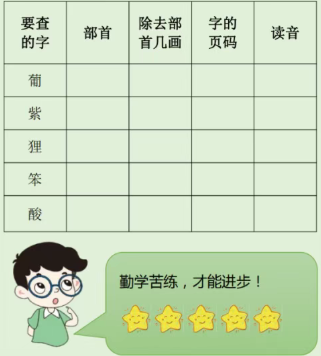 要查的字 部首 除去部首几画 字的页码 读音
葡
紫
狸
笨
酸
勤学苦练，才能进步！